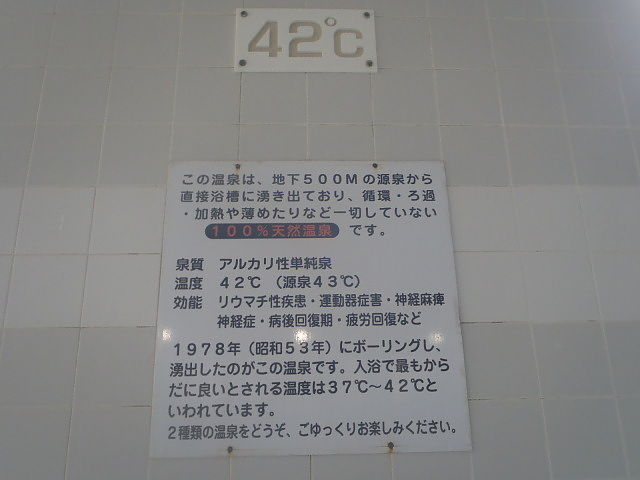 42℃
この温泉は、地下500Mの源泉から
直接浴槽に湧き出ており、循環・ろ過
・加熱や薄めたりなど一切していない
100%天然温泉 です。
泉質 アルカリ性単純泉
温度 42℃ (源泉43℃)
効能 リウマチ性疾患・運動器症害・神経麻痺
神経症・病後回復期・疲労回復など
1978年(昭和53年)にボーリングし、
湧出したのがこの温泉です。入浴で最もから
だに良いとされる温度は37℃〜42℃と
いわれています。
2種類の温泉をどうぞ、ごゆっくりお楽しみください。